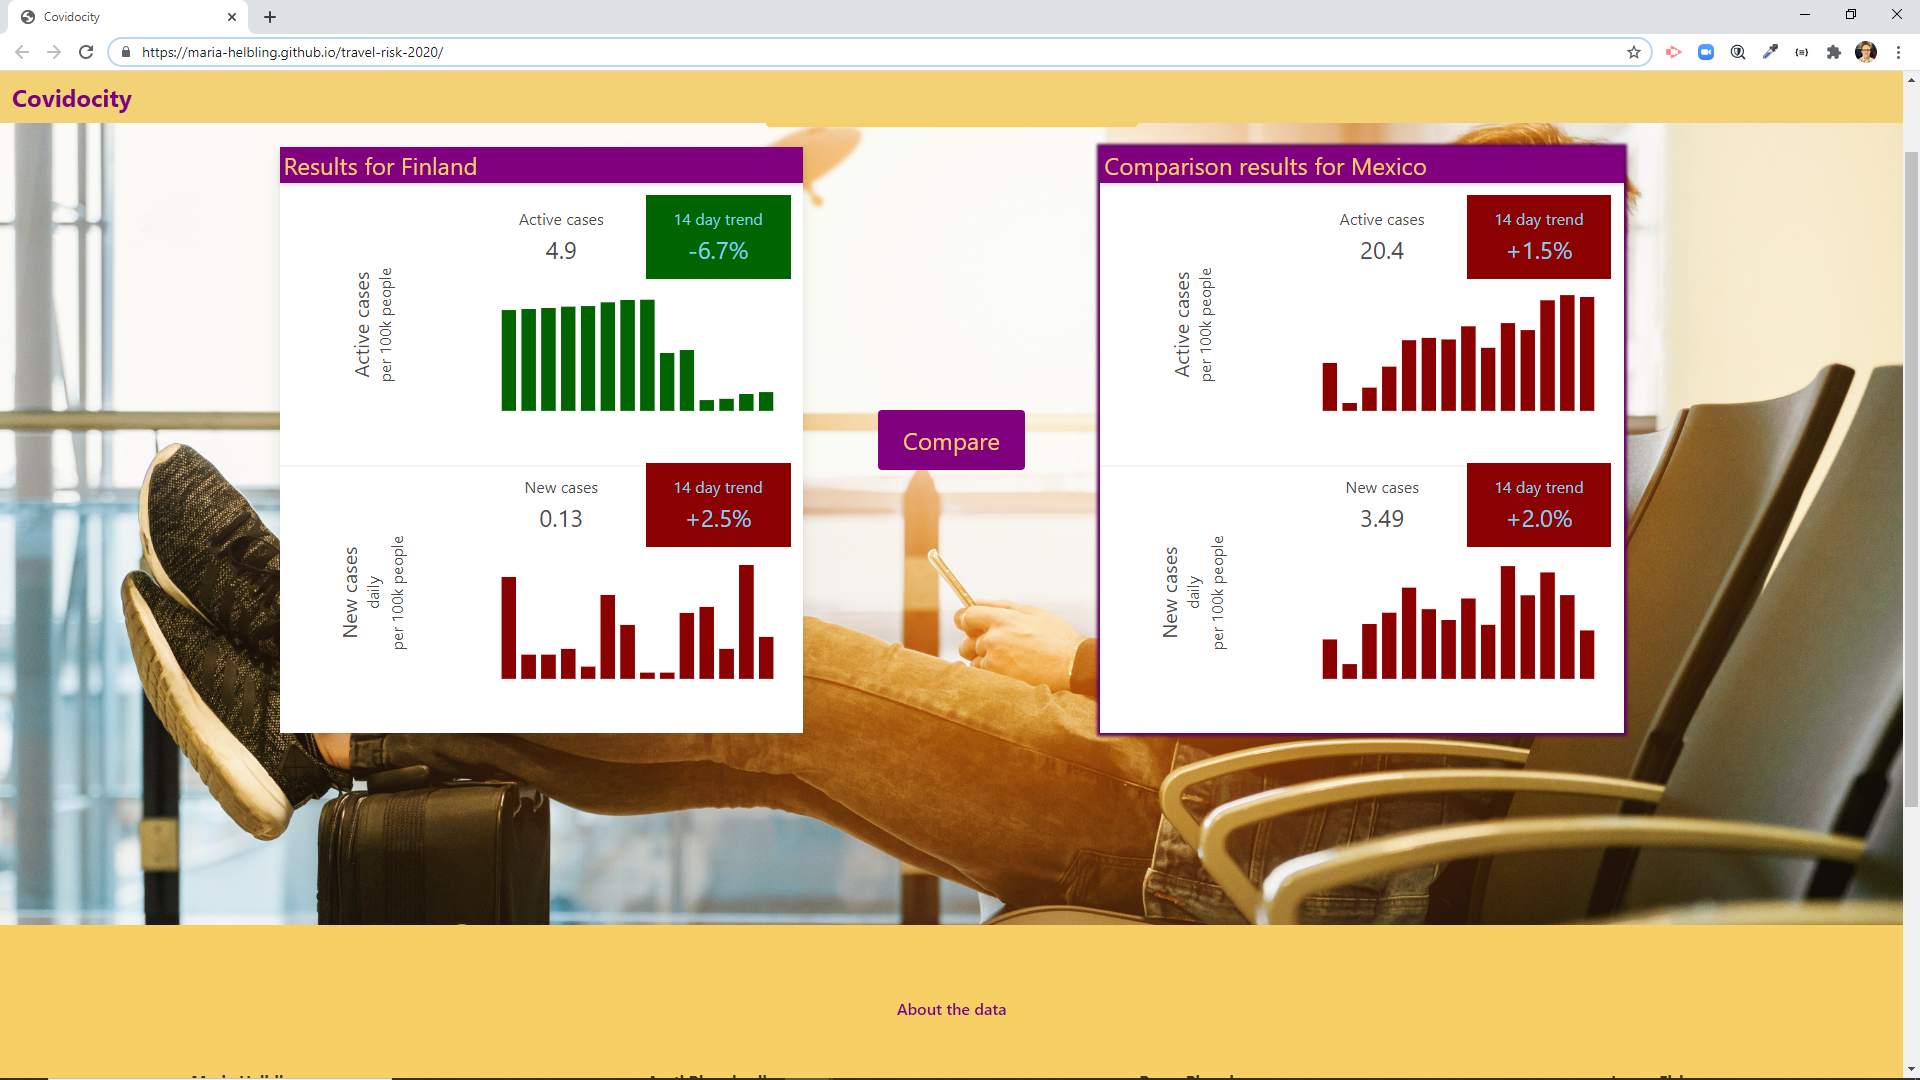 Covidocity
https://maria-helbling.github.io/travel-risk-2020/
Covidocity
Results for Finland
Active cases
per 100k people
Active cases
4.9
14 day trend
-6.7%
New cases
daily
per 100k people
New cases
0.13
14 day trend
+2.5%
Compare
Comparison results for Mexico
Active cases
per 100k people
Active cases
20.4
14 day trend
+1.5%
New cases
daily
per 100k people
New cases
3.49
14 day trend
+2.0%
About the data